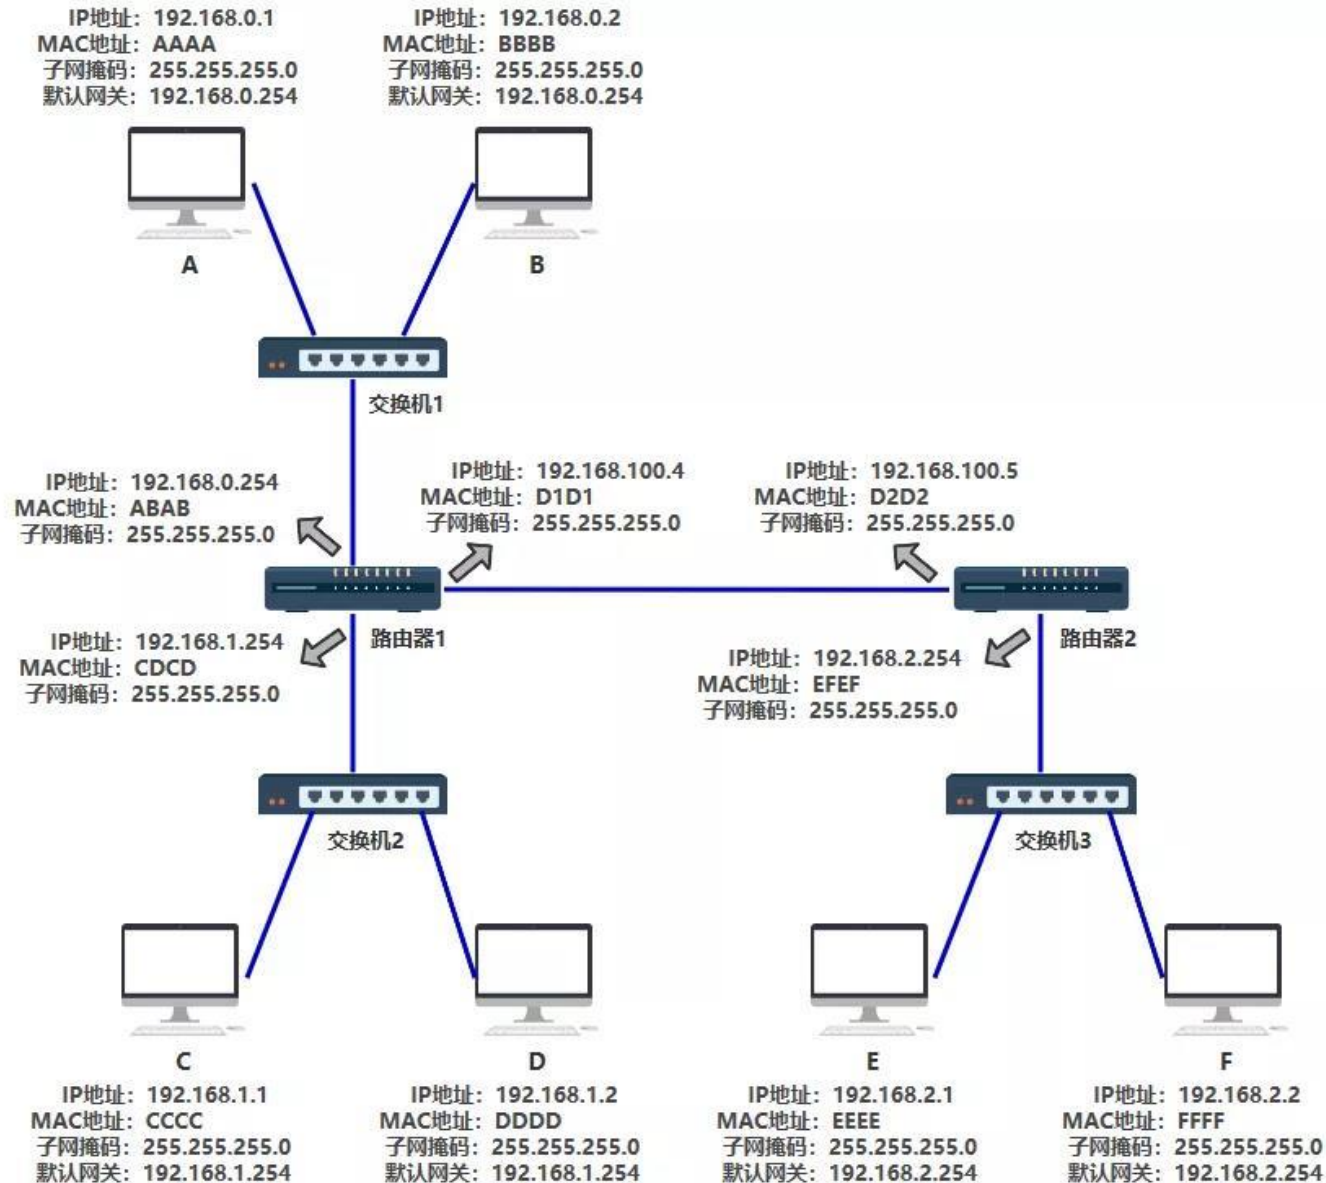 IP地址：192.168.0.1
MAC地址：AAAA
子网掩码：255.255.255.0
默认网关：192.168.0.254
IP地址：192.168.0.2
MAC地址：BBBB
子网掩码：255.255.255.0
默认网关：192.168.0.254
A
B
交换机1
IP地址：192.168.0.254
MAC地址：ABAB
子网掩码：255.255.255.0
IP地址：192.168.100.4
MAC地址：D1D1
子网掩码：255.255.255.0
IP地址：192.168.100.5
MAC地址：D2D2
子网掩码：255.255.255.0
IP地址：192.168.1.254
MAC地址：CDCD
子网掩码：255.255.255.0
路由器1
IP地址：192.168.2.254
MAC地址：EFEF
子网掩码：255.255.255.0
路由器2
交换机2
交换机3
C
IP地址：192.168.1.1
MAC地址：CCCC
子网掩码：255.255.255.0
默认网关：192.168.1.254
D
IP地址：192.168.1.2
MAC地址：DDDD
子网掩码：255.255.255.0
默认网关：192.168.1.254
E
IP地址：192.168.2.1
MAC地址：EEEE
子网掩码：255.255.255.0
默认网关：192.168.2.254
F
IP地址：192.168.2.2
MAC地址：FFFF
子网掩码：255.255.255.0
默认网关：192.168.2.254